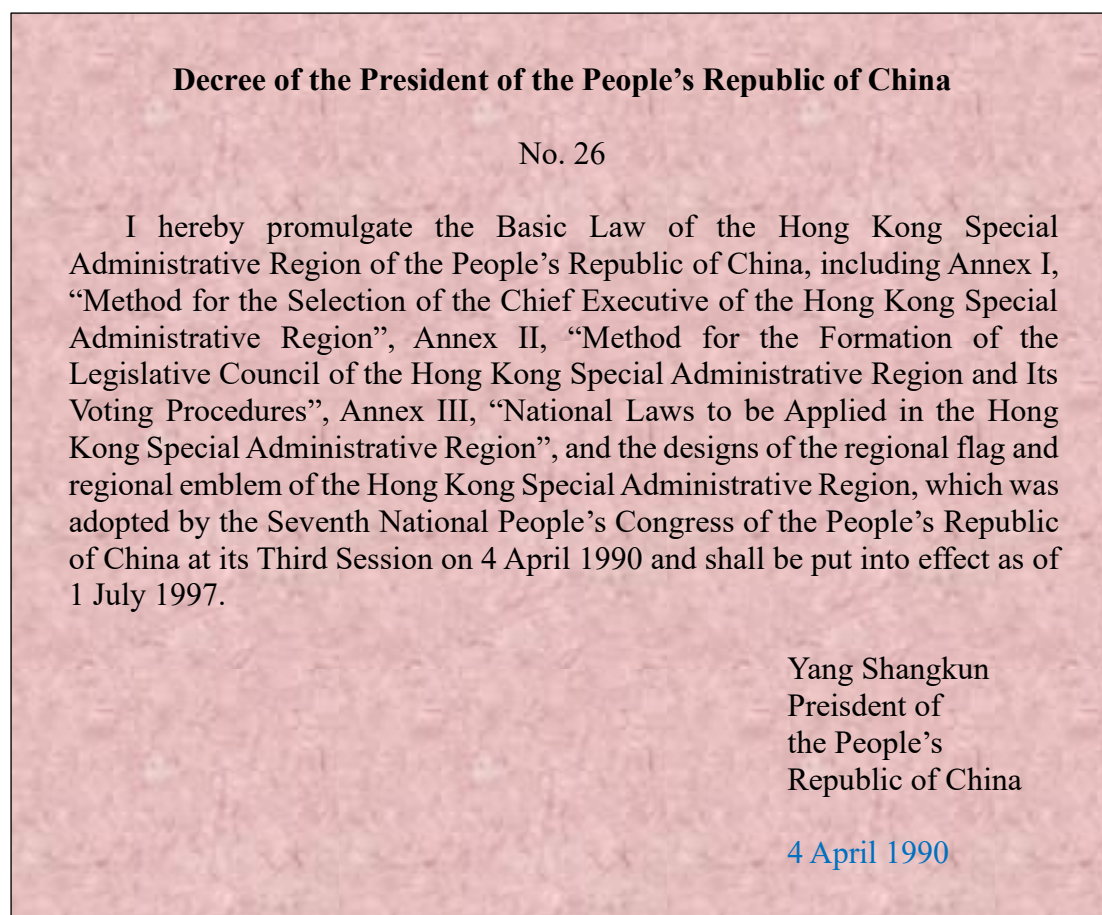 Decree of the President of the People’s Republic of China
No. 26
I hereby promulgate the Basic Law of the Hong Kong Special
Administrative Region of the People’s Republic of China, including Annex I,
“Method for the Selection of the Chief Executive of the Hong Kong Special
Administrative Region”, Annex II, “Method for the Formation of the
Legislative Council of the Hong Kong Special Administrative Region and Its
Voting Procedures”, Annex III, “National Laws to be Applied in the Hong
Kong Special Administrative Region”, and the designs of the regional flag and
regional emblem of the Hong Kong Special Administrative Region, which was
adopted by the Seventh National People’s Congress of the People’s Republic
of China at its Third Session on 4 April 1990 and shall be put into effect as of
1 July 1997.
Yang Shangkun
Preisdent of
the People’s
Republic of China
4 April 1990